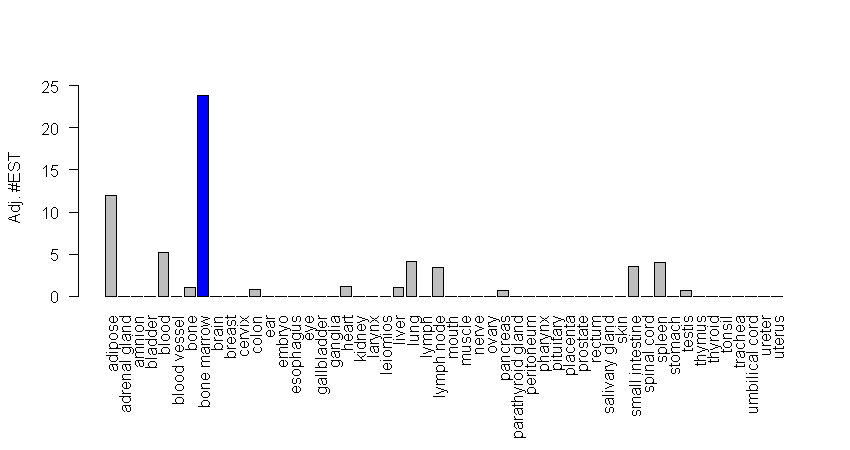 Adj. #EST
25
20
15
10
5
0
adipose
adrenal gland
amnion
bladder
blood
blood vessel
bone
bone marrow
brain
breast
cervix
colon
ear
embryo
esophagus
eye
gallbladder
ganglia
heart
kidney
larynx
leiomios
liver
lung
lymph
lymph node
mouth
muscle
nerve
ovary
pancreas
parathyroid gland
peritoneum
pharynx
pituitary
placenta
prostate
rectum
salivary gland
skin
small intestine
spinal cord
spleen
stomach
testis
thymus
thyroid
tonsil
trachea
umbilical cord
ureter
uterus